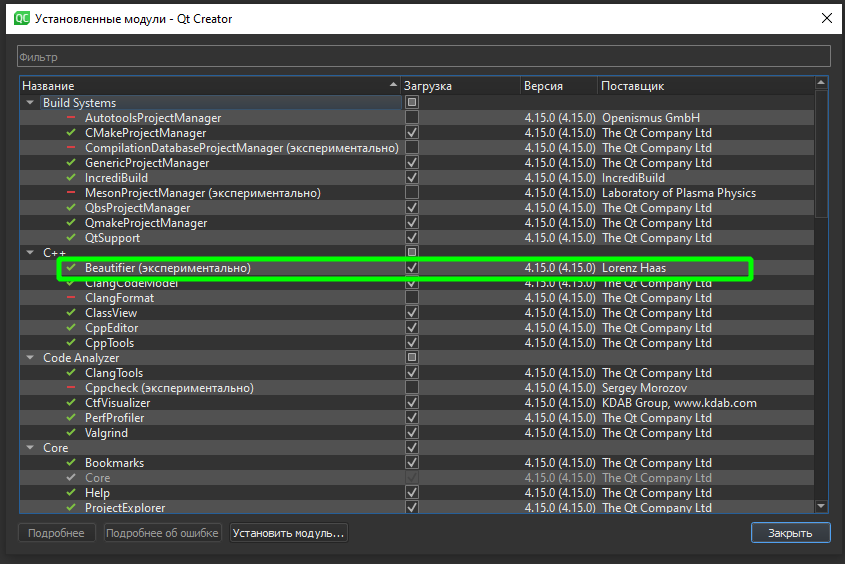 QC Установленные модули - Qt Creator
Фильтр
Название Загрузка Версия Поставщик
Build Systems
AutotoolsProjectManager 4.15.0 (4.15.0) Openismus GmbH
CMakeProjectManager 4.15.0 (4.15.0) The Qt Company Ltd
CompilationDatabaseProjectManager (экспериментально) 4.15.0 (4.15.0) The Qt Company Ltd
GenericProjectManager 4.15.0 (4.15.0) The Qt Company Ltd
IncrediBuild 4.15.0 (4.15.0) IncrediBuild
MesonProjectManager (экспериментально) 4.15.0 (4.15.0) Laboratory of Plasma Physics
QbsProjectManager 4.15.0 (4.15.0) The Qt Company Ltd
QmakeProjectManager 4.15.0 (4.15.0) The Qt Company Ltd
QtSupport 4.15.0 (4.15.0) The Qt Company Ltd
C++
Beautifier (экспериментально) 4.15.0 (4.15.0) Lorenz Haas
ClangCodeModel 4.15.0 (4.15.0) The Qt Company Ltd
ClangFormat 4.15.0 (4.15.0) The Qt Company Ltd
ClassView 4.15.0 (4.15.0) The Qt Company Ltd
CppEditor 4.15.0 (4.15.0) The Qt Company Ltd
CppTools 4.15.0 (4.15.0) The Qt Company Ltd
Code Analyzer
ClangTools 4.15.0 (4.15.0) The Qt Company Ltd
Cppcheck (экспериментально) 4.15.0 (4.15.0) Sergey Morozov
CtfVisualizer 4.15.0 (4.15.0) KDAB Group, www.kdab.com
PerfProfiler 4.15.0 (4.15.0) The Qt Company Ltd
Valgrind 4.15.0 (4.15.0) The Qt Company Ltd
Core
Bookmarks 4.15.0 (4.15.0) The Qt Company Ltd
Core 4.15.0 (4.15.0) The Qt Company Ltd
Help 4.15.0 (4.15.0) The Qt Company Ltd
ProjectExplorer 4.15.0 (4.15.0) The Qt Company Ltd
Подробнее Подробнее об ошибке Установить модуль... Закрыть